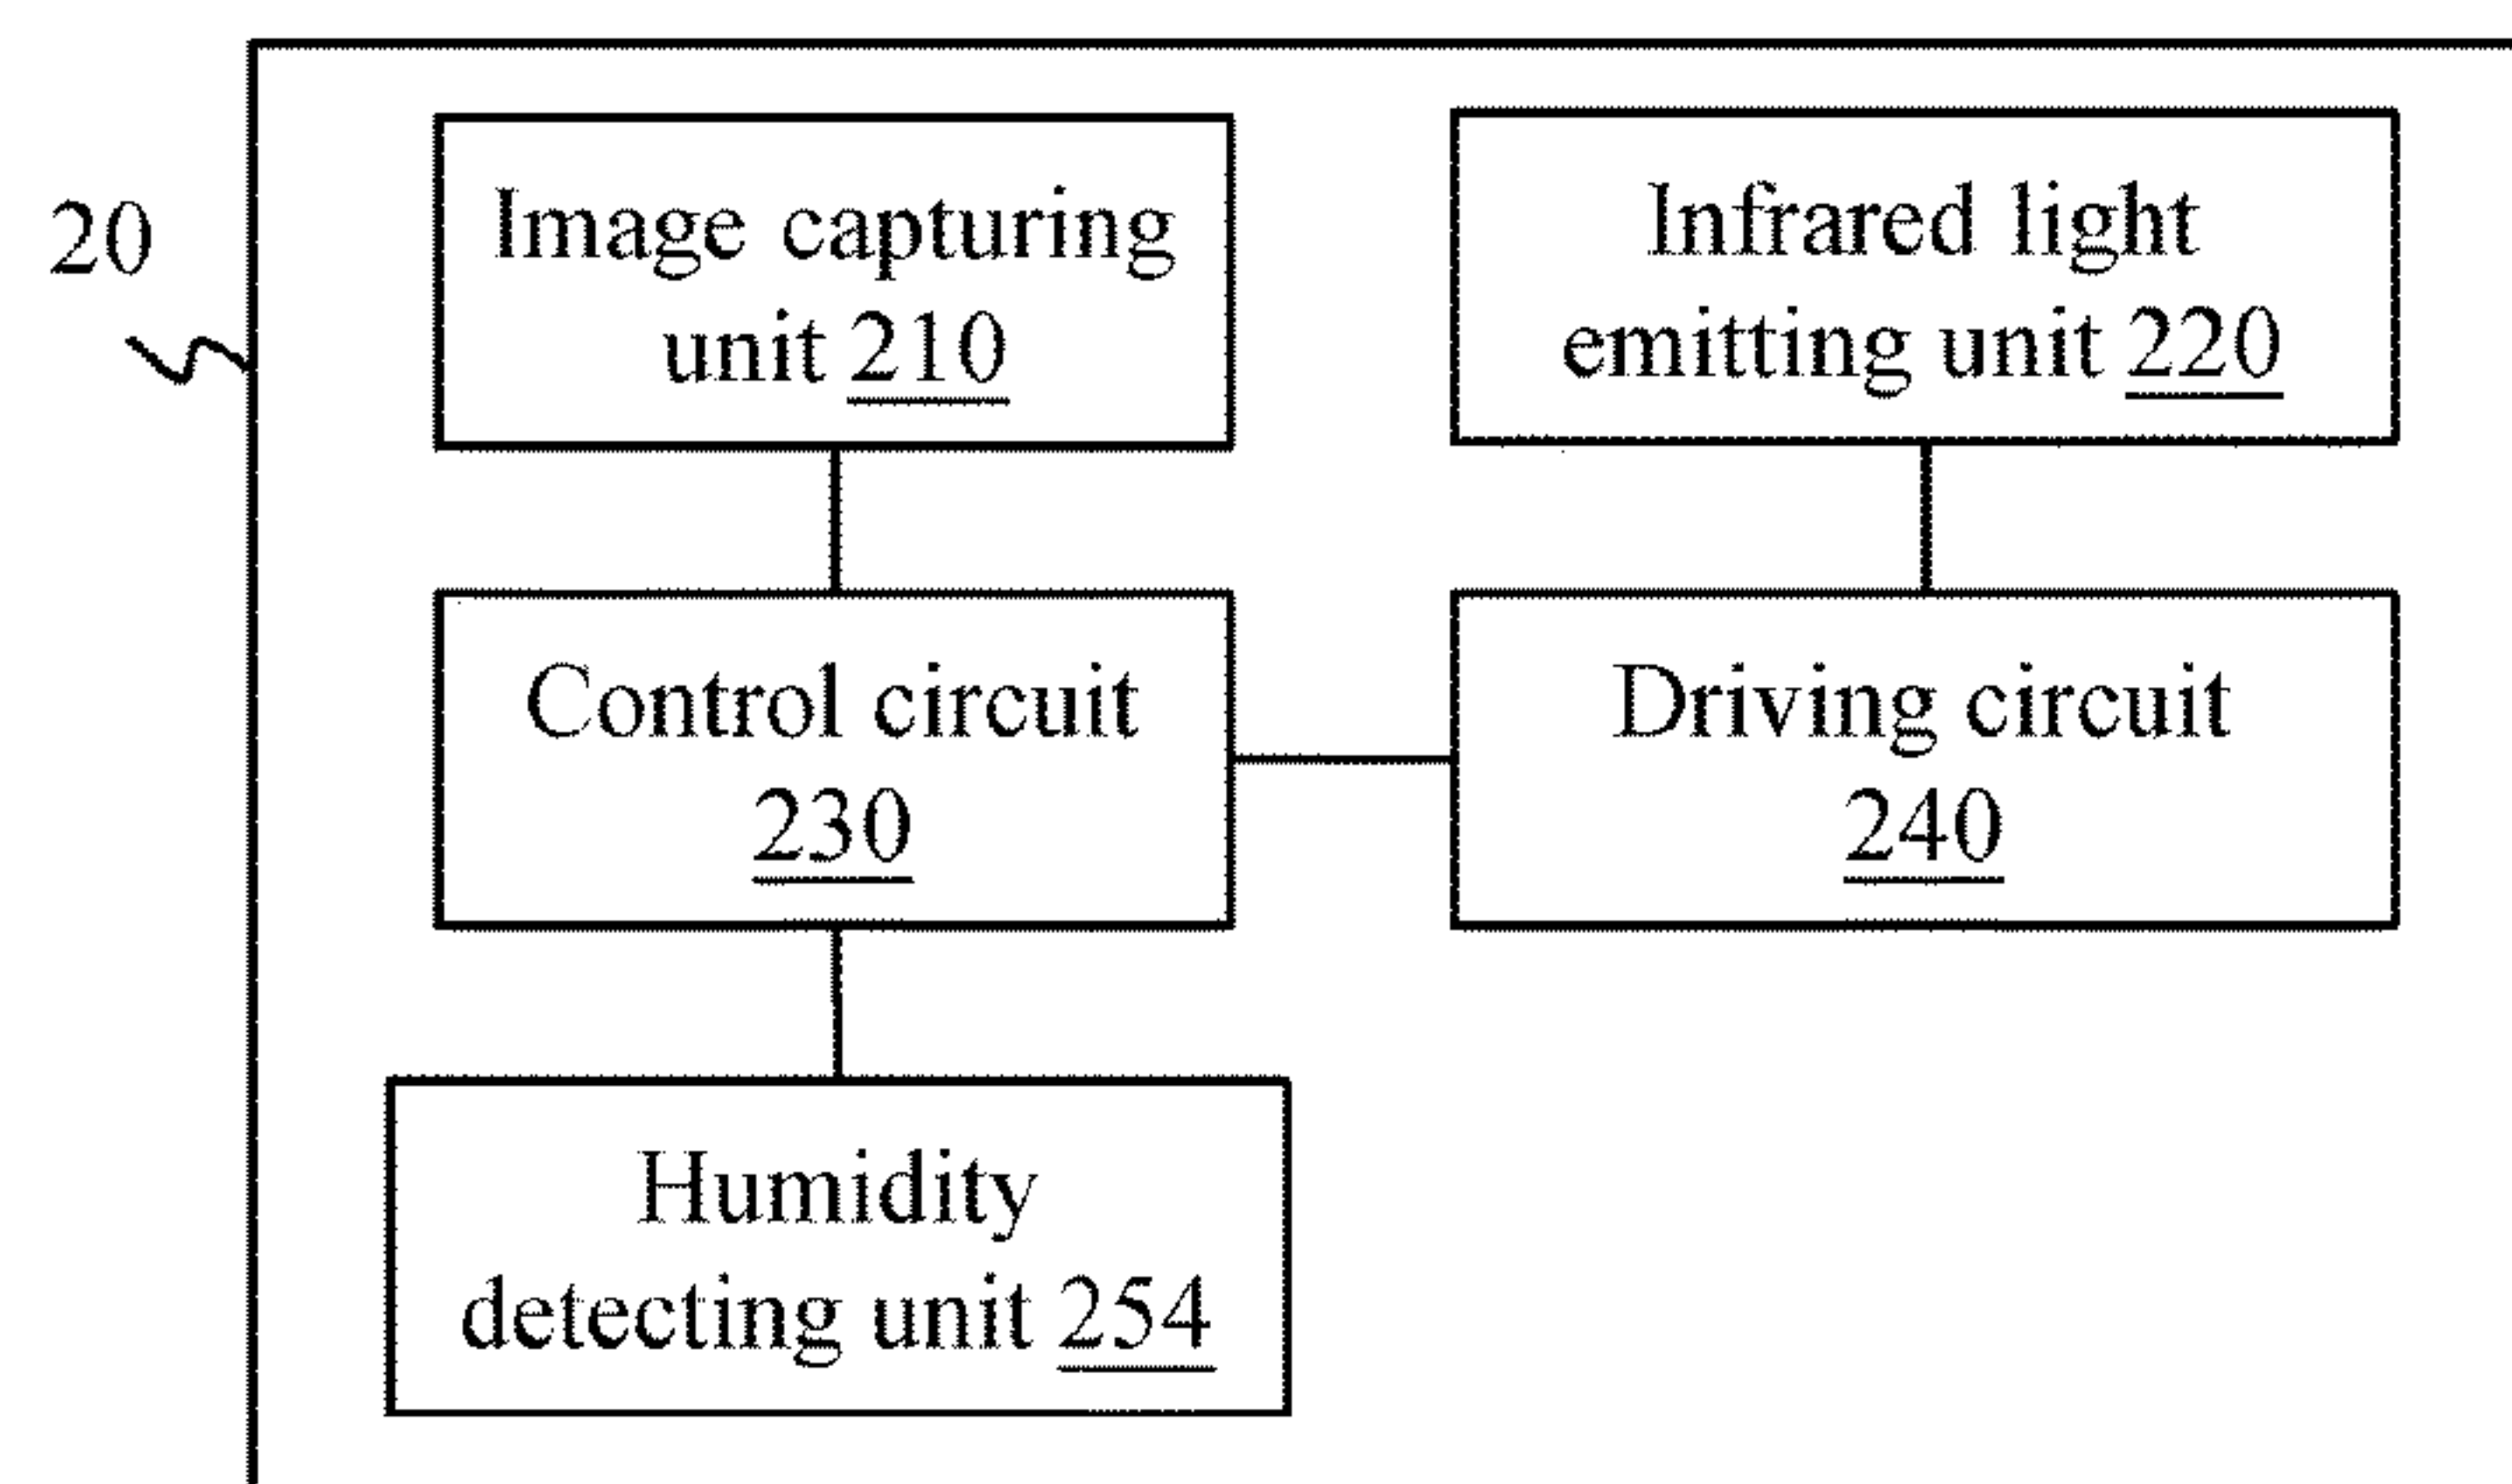 20
Image capturing
unit 210
Infrared light
emitting unit 220
Control circuit
230
Driving circuit
240
Humidity
detecting unit 254